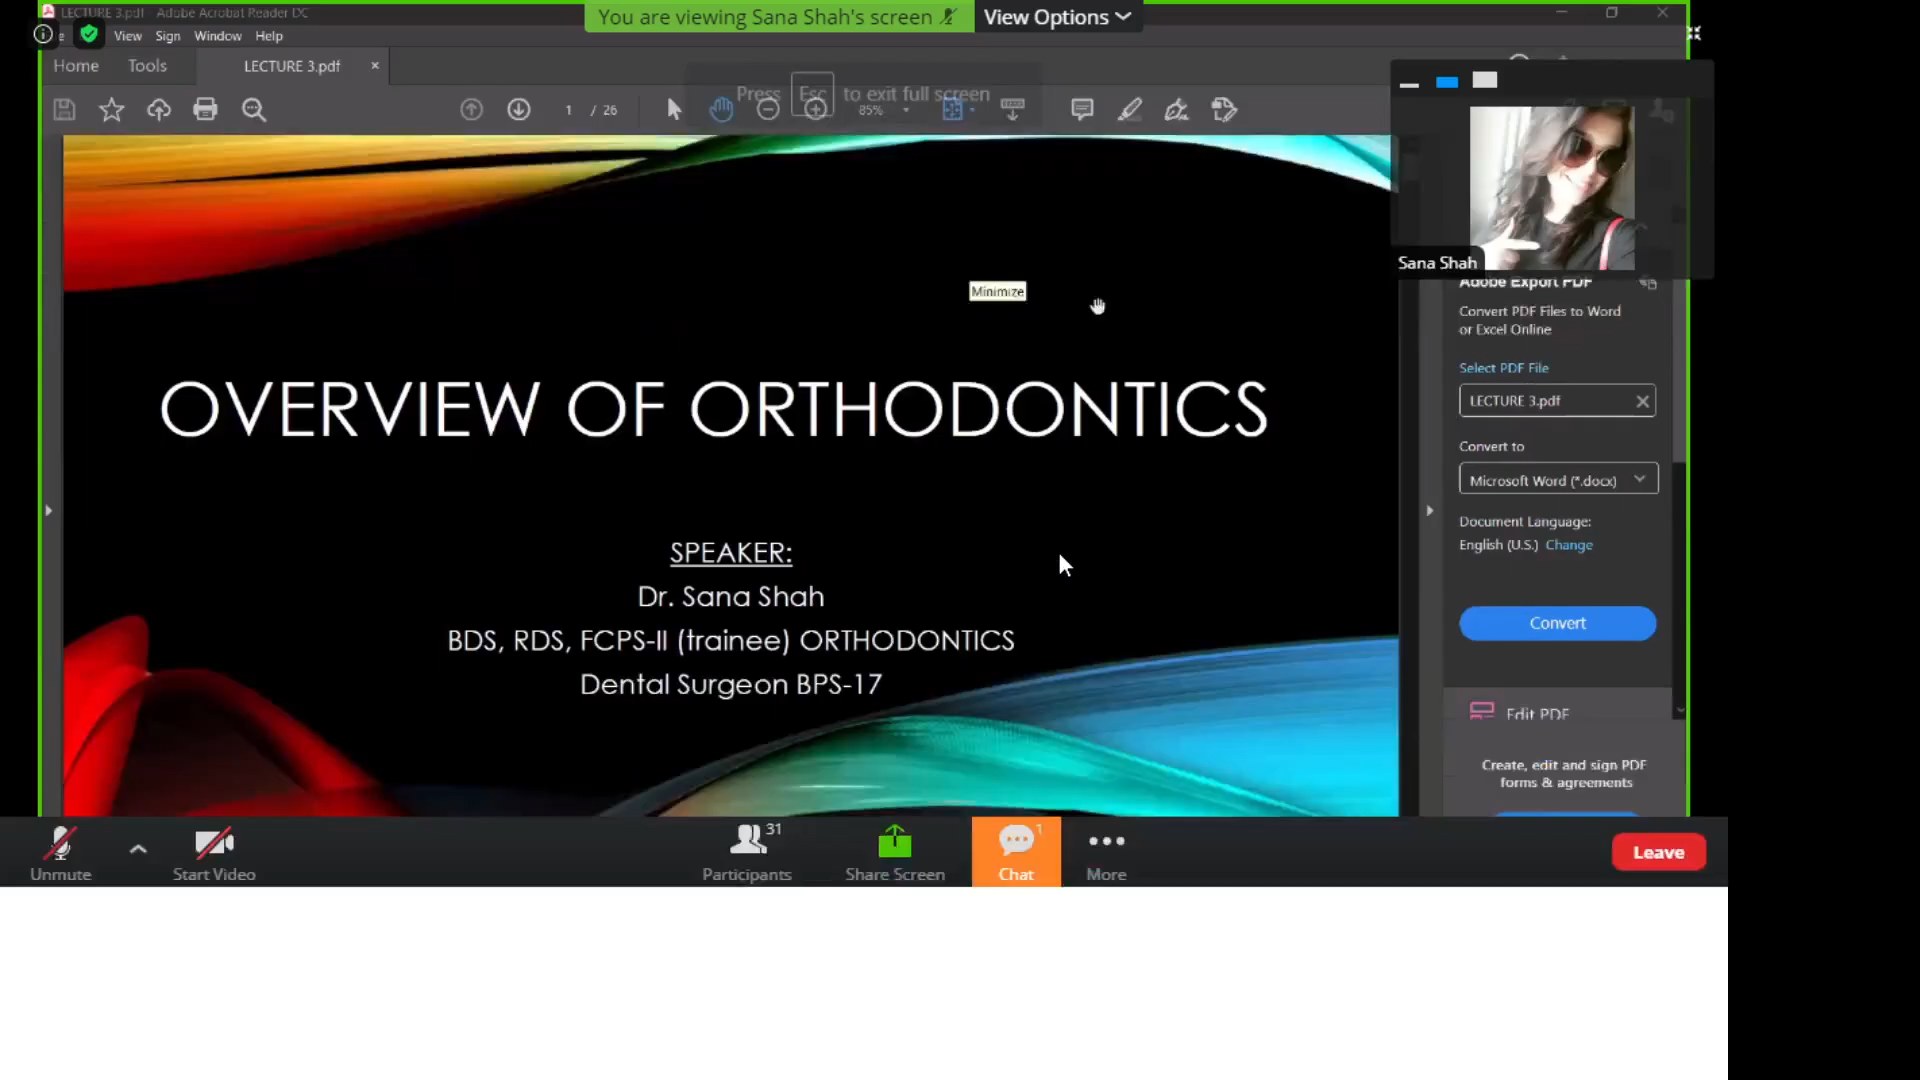 LECTURE 3.pdf - Adobe Acrobat Reader DC
You are viewing Sana Shah's screen
View Options
View Sign Window Help
Home Tools LECTURE 3.pdf ×
Press Esc to exit full screen
1 / 26
85%
Sana Shah
Minimize
Adobe Export PDF
Convert PDF Files to Word
or Excel Online
Select PDF File
LECTURE 3.pdf
Convert to
Microsoft Word (*.docx)
Document Language:
English (U.S.) Change
Convert
Edit PDF
Create, edit and sign PDF
forms & agreements
OVERVIEW OF ORTHODONTICS
SPEAKER:
Dr. Sana Shah
BDS, RDS, FCPS-II (trainee) ORTHODONTICS
Dental Surgeon BPS-17
Unmute
Start Video
31
Participants
Share Screen
1
Chat
More
Leave